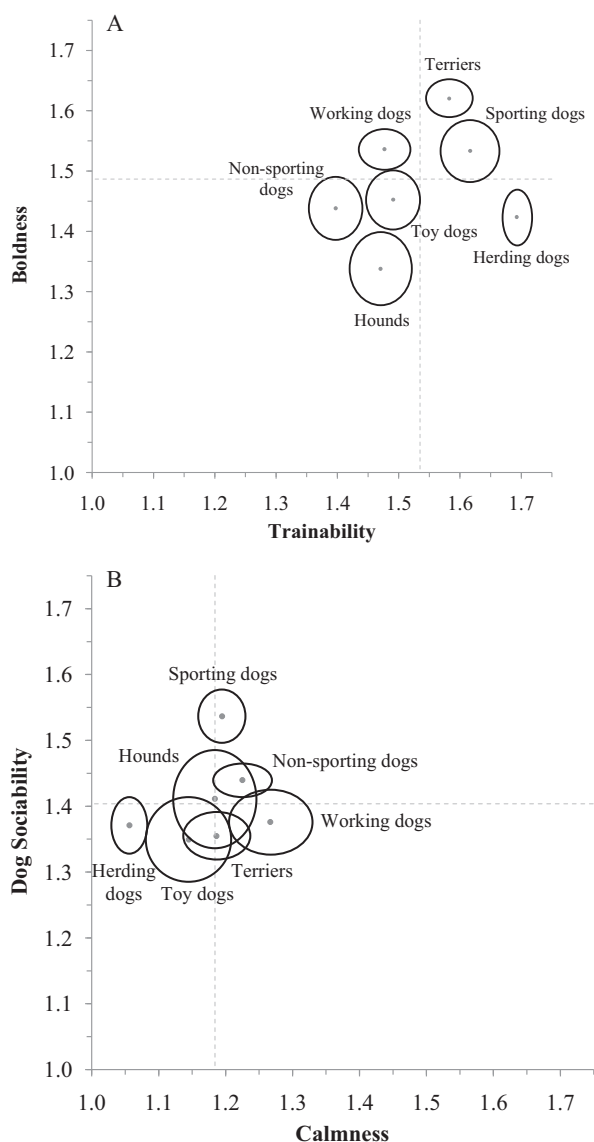 A
1.7
1.6
1.5
1.4
1.3
1.2
1.1
1.0
Boldness
Terriers
Working dogs
Sporting dogs
Non-sporting
dogs
Toy dogs
Herding dogs
Hounds
1.0 1.1 1.2 1.3 1.4 1.5 1.6 1.7
Trainability
B
1.7
1.6
1.5
1.4
1.3
1.2
1.1
1.0
Dog Sociability
Sporting dogs
Hounds
Non-sporting dogs
Working dogs
Herding
dogs
Toy dogs
Terriers
1.0 1.1 1.2 1.3 1.4 1.5 1.6 1.7
Calmness